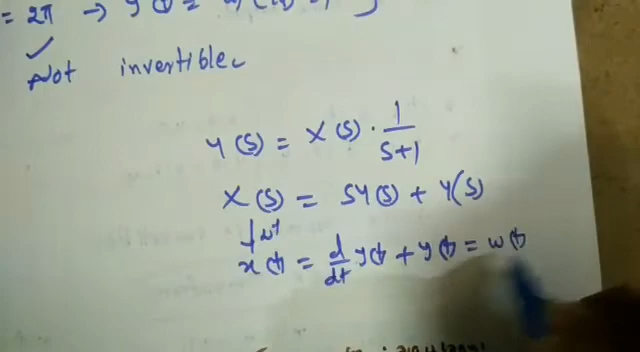 = 2π → y(t) =
Not invertible
Y(S) = X(S) · 1/(S+1)
X(S) = SY(S) + Y(S)
x(t) = d/dt y(t) + y(t) = w(t)